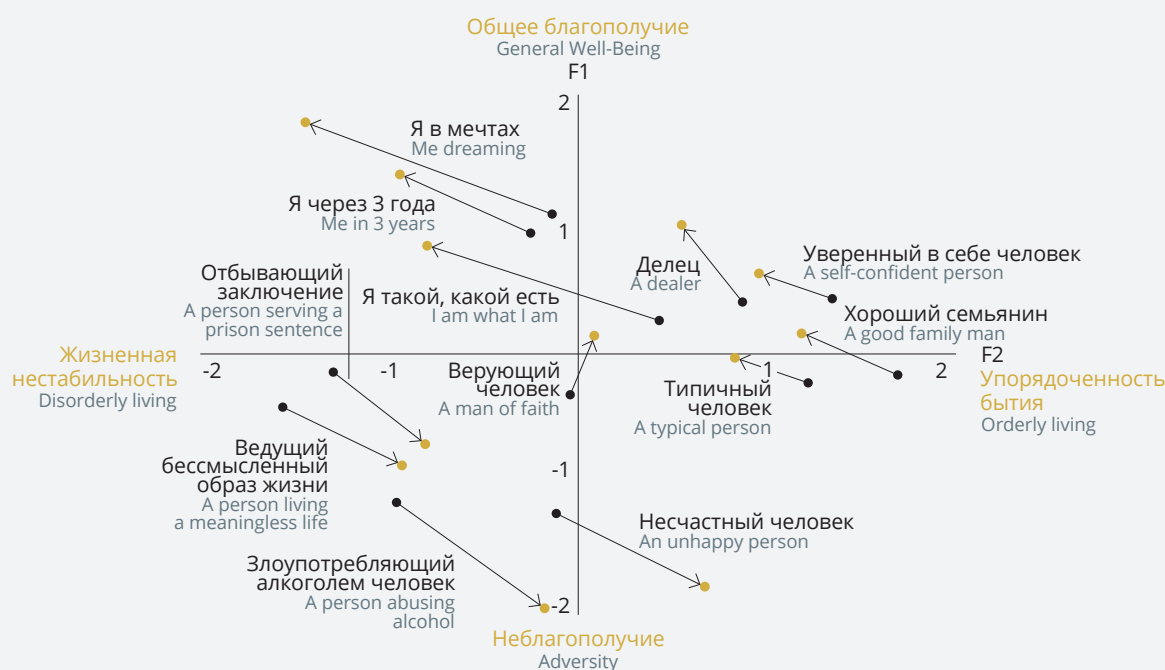 Общее благополучие
General Well-Being
F1
2
Я в мечтах
Me dreaming
Я через 3 года
Me in 3 years
1
Делец
A dealer
Уверенный в себе человек
A self-confident person
Отбывающий
заключение
A person serving a
prison sentence
Я такой, какой есть
I am what I am
Хороший семьянин
A good family man
Жизненная
нестабильность
Disorderly living
-2
-1
1
2
F2
Упорядоченность
бытия
Orderly living
Верующий
человек
A man of faith
Типичный
человек
A typical person
Ведущий
бессмысленный
образ жизни
A person living
a meaningless life
-1
Несчастный человек
An unhappy person
Злоупотребляющий
алкоголем человек
A person abusing
alcohol
-2
Неблагополучие
Adversity